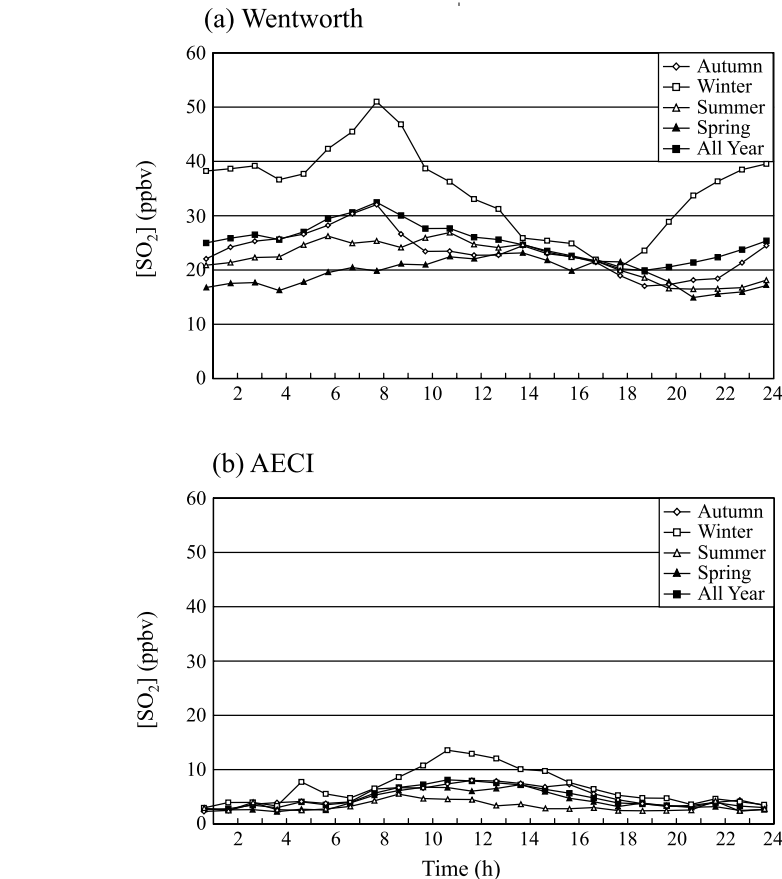 (a) Wentworth
60
50
40
30
20
10
0
[SO2] (ppbv)
Autumn
Winter
Summer
Spring
All Year
2 4 6 8 10 12 14 16 18 20 22 24
(b) AECI
60
50
40
30
20
10
0
[SO2] (ppbv)
Autumn
Winter
Summer
Spring
All Year
2 4 6 8 10 12 14 16 18 20 22 24
Time (h)